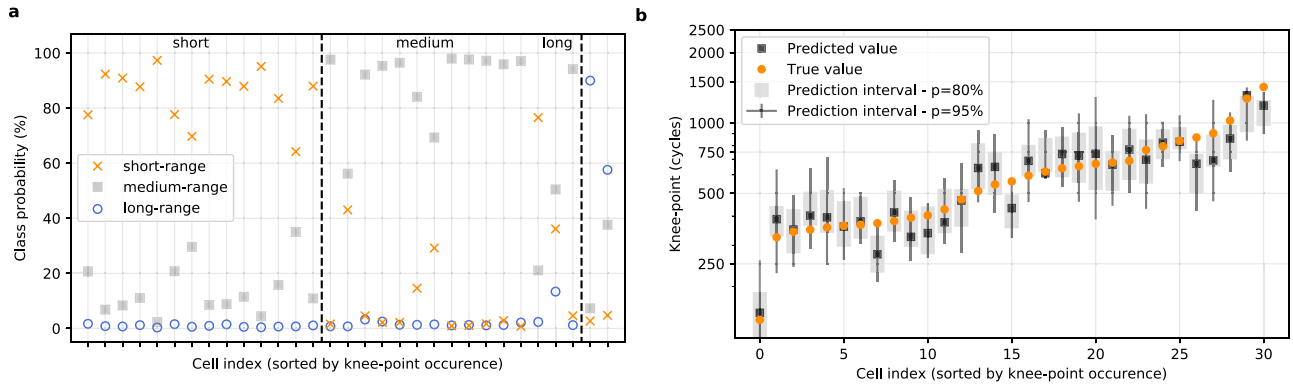 a
short
medium
long
100
80
60
40
20
0
Class probability (%)
short-range
medium-range
long-range
Cell index (sorted by knee-point occurence)
b
2500
1500
1000
750
500
250
Knee-point (cycles)
Predicted value
True value
Prediction interval - p=80%
Prediction interval - p=95%
0
5
10
15
20
25
30
Cell index (sorted by knee-point occurence)